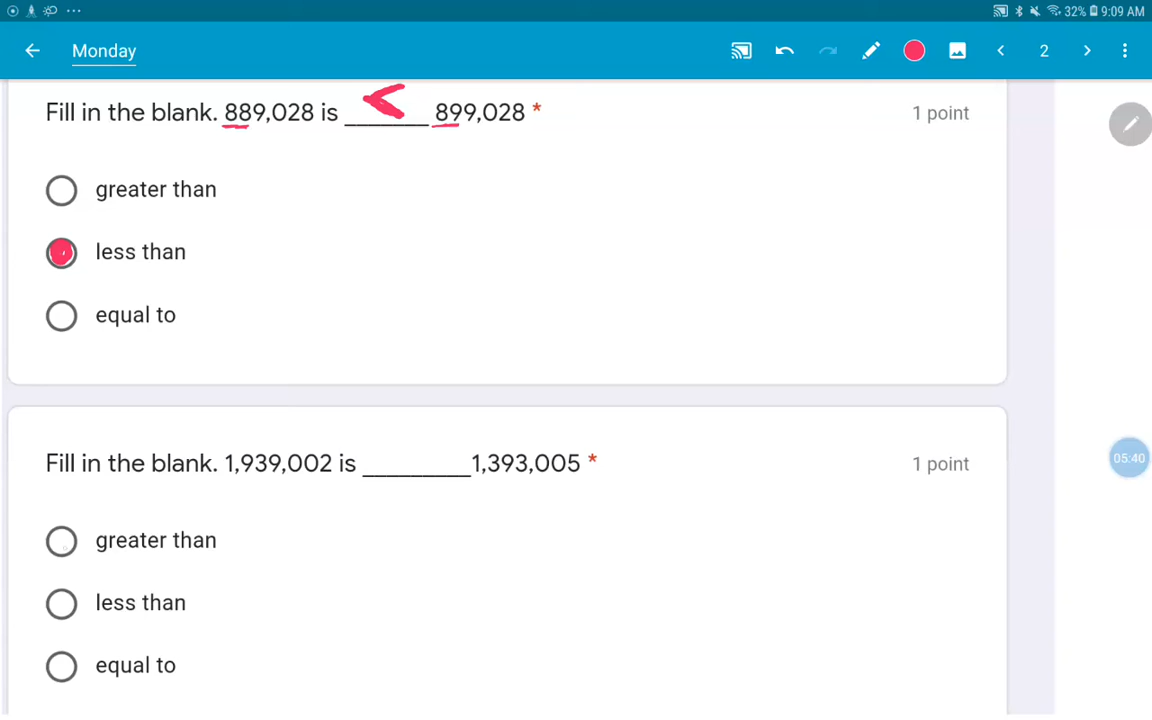 32% 9:09 AM
Monday
2
Fill in the blank. 889,028 is _______ 899,028 *
<
1 point
greater than
less than
equal to
05:40
Fill in the blank. 1,939,002 is _________1,393,005 *
1 point
greater than
less than
equal to